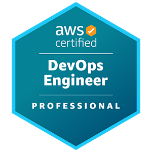 aws
certified
DevOps
Engineer
PROFESSIONAL